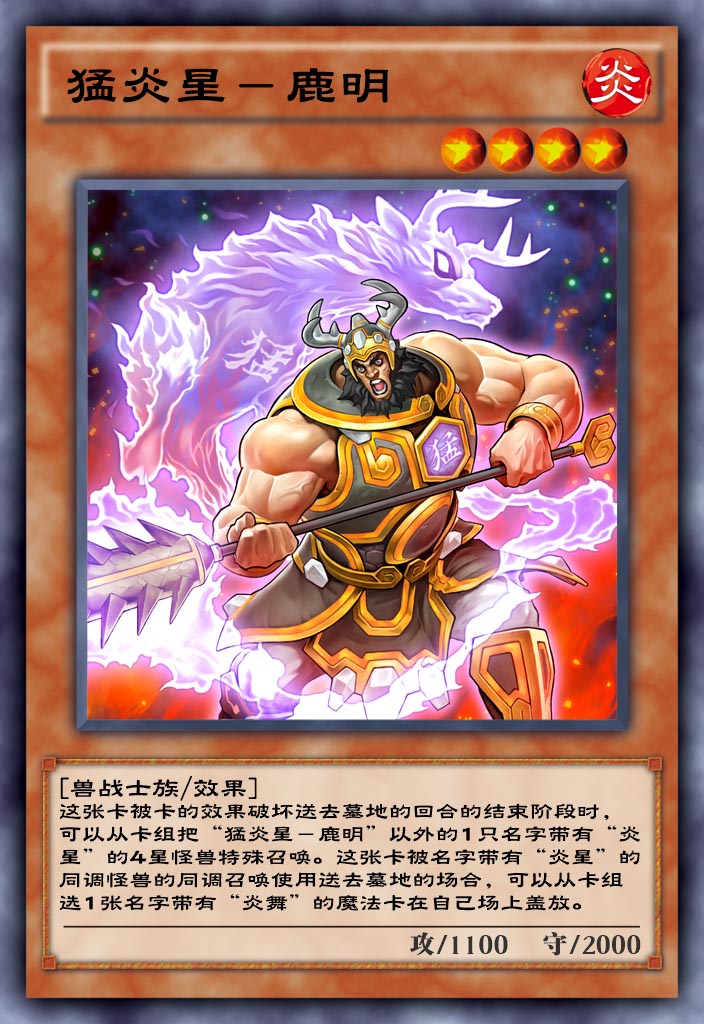 猛炎星－鹿明
炎
猛
猛
[兽战士族/效果]
这张卡被卡的效果破坏送去墓地的回合的结束阶段时，
可以从卡组把“猛炎星－鹿明”以外的1只名字带有“炎
星”的4星怪兽特殊召唤。这张卡被名字带有“炎星”的
同调怪兽的同调召唤使用送去墓地的场合，可以从卡组
选1张名字带有“炎舞”的魔法卡在自己场上盖放。
攻/1100 守/2000